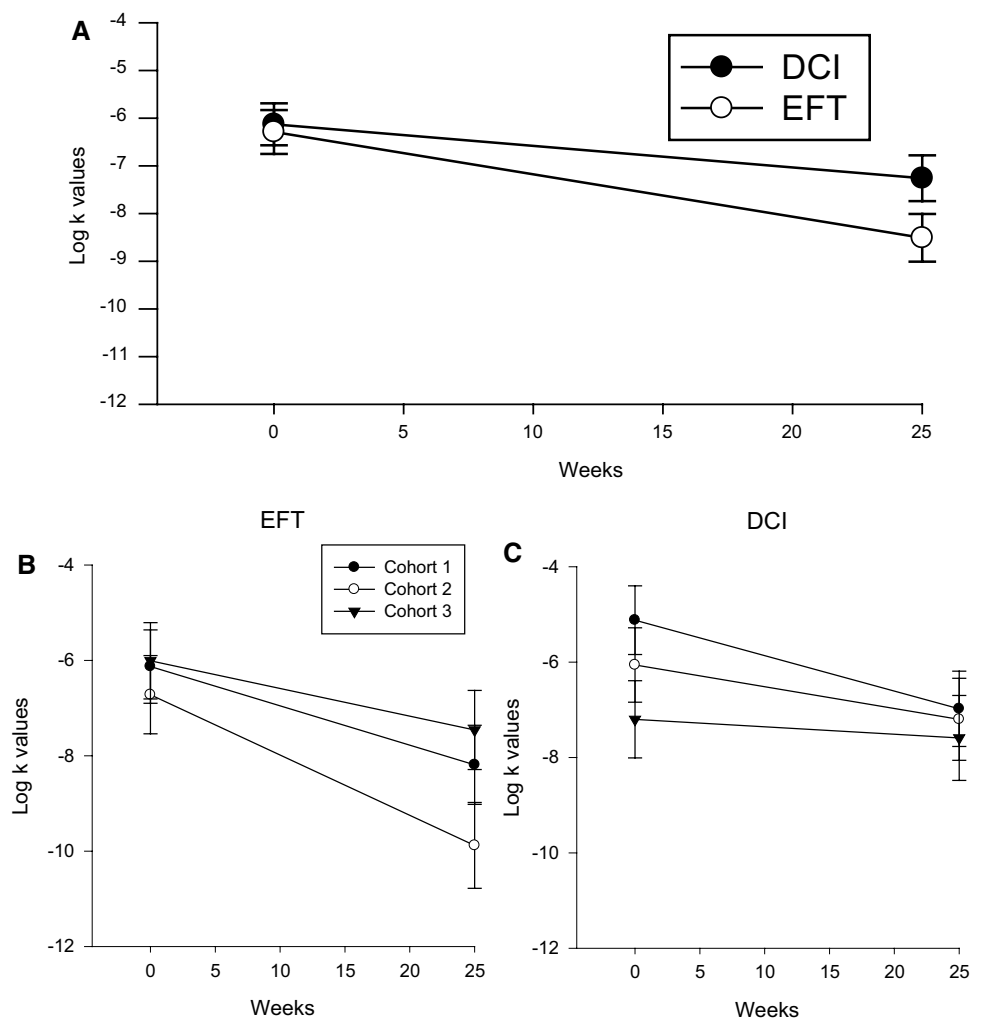 A
-4
-5
-6
-7
-8
-9
-10
-11
-12
Log k values
DCI
EFT
0 5 10 15 20 25
Weeks
EFT
B
-4
-6
-8
-10
-12
Log k values
Cohort 1
Cohort 2
Cohort 3
0 5 10 15 20 25
Weeks
DCI
C
-4
-6
-8
-10
-12
Log k values
0 5 10 15 20 25
Weeks